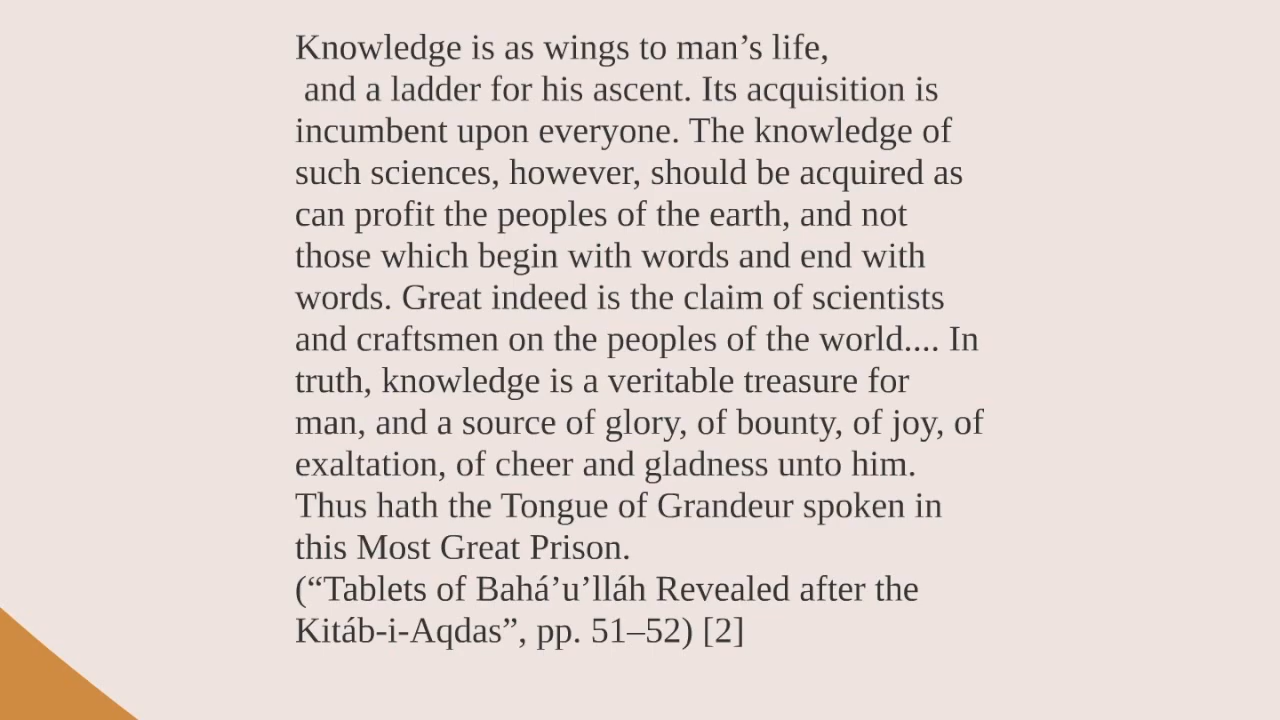 Knowledge is as wings to man’s life,
and a ladder for his ascent. Its acquisition is
incumbent upon everyone. The knowledge of
such sciences, however, should be acquired as
can profit the peoples of the earth, and not
those which begin with words and end with
words. Great indeed is the claim of scientists
and craftsmen on the peoples of the world.... In
truth, knowledge is a veritable treasure for
man, and a source of glory, of bounty, of joy, of
exaltation, of cheer and gladness unto him.
Thus hath the Tongue of Grandeur spoken in
this Most Great Prison.
(“Tablets of Bahá’u’lláh Revealed after the
Kitáb-i-Aqdas”, pp. 51–52) [2]